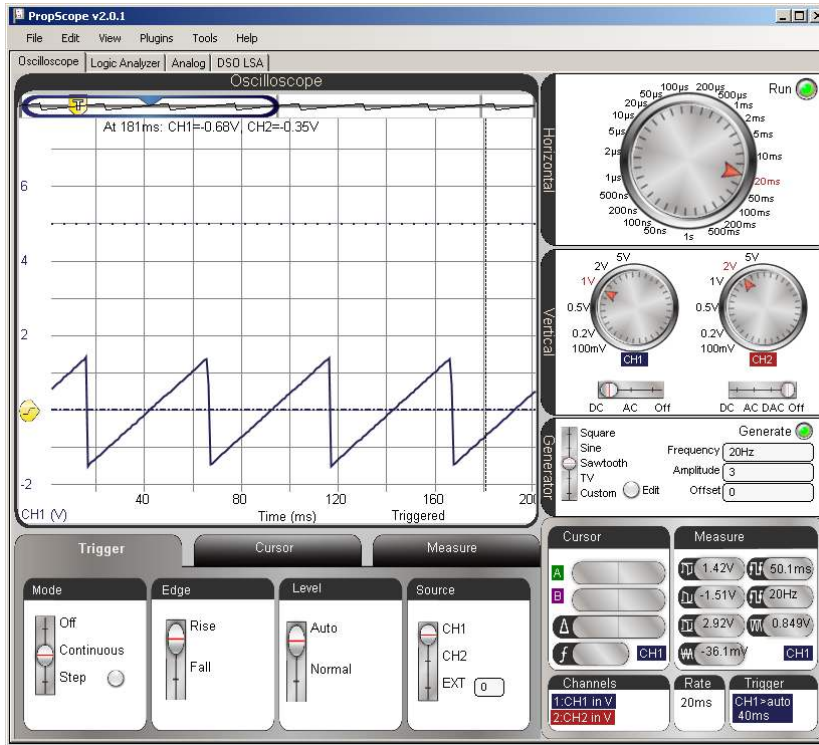 PropScope v2.0.1
File Edit View Plugins Tools Help
Oscilloscope Logic Analyzer Analog DSO LSA
Oscilloscope
T
At 181ms: CH1=-0.68V, CH2=-0.35V
6
4
2
-2
40 80 120 160 200
CH1 (V) Time (ms) Triggered
Horizontal
Run
100µs 200µs
50µs 500µs
20µs 1ms
10µs 2ms
5µs 5ms
2µs 10ms
1µs 20ms
500ns 50ms
200ns 100ms
100ns 200ms
50ns 1s 500ms
Vertical
5V
2V
1V
0.5V
0.2V
100mV
CH1
DC AC Off
5V
2V
1V
0.5V
0.2V
100mV
CH2
DC AC DAC Off
Generator
Square
Sine
Sawtooth
TV
Custom Edit
Generate
Frequency 20Hz
Amplitude 3
Offset 0
Trigger Cursor Measure
Mode
Off
Continuous
Step
Edge
Rise
Fall
Level
Auto
Normal
Source
CH1
CH2
EXT 0
Cursor
A
B
Δ
f CH1
Measure
1.42V 50.1ms
-1.51V 20Hz
2.92V 0.849V
-36.1mV CH1
Channels
1:CH1 in V
2:CH2 in V
Rate
20ms
Trigger
CH1>auto
40ms